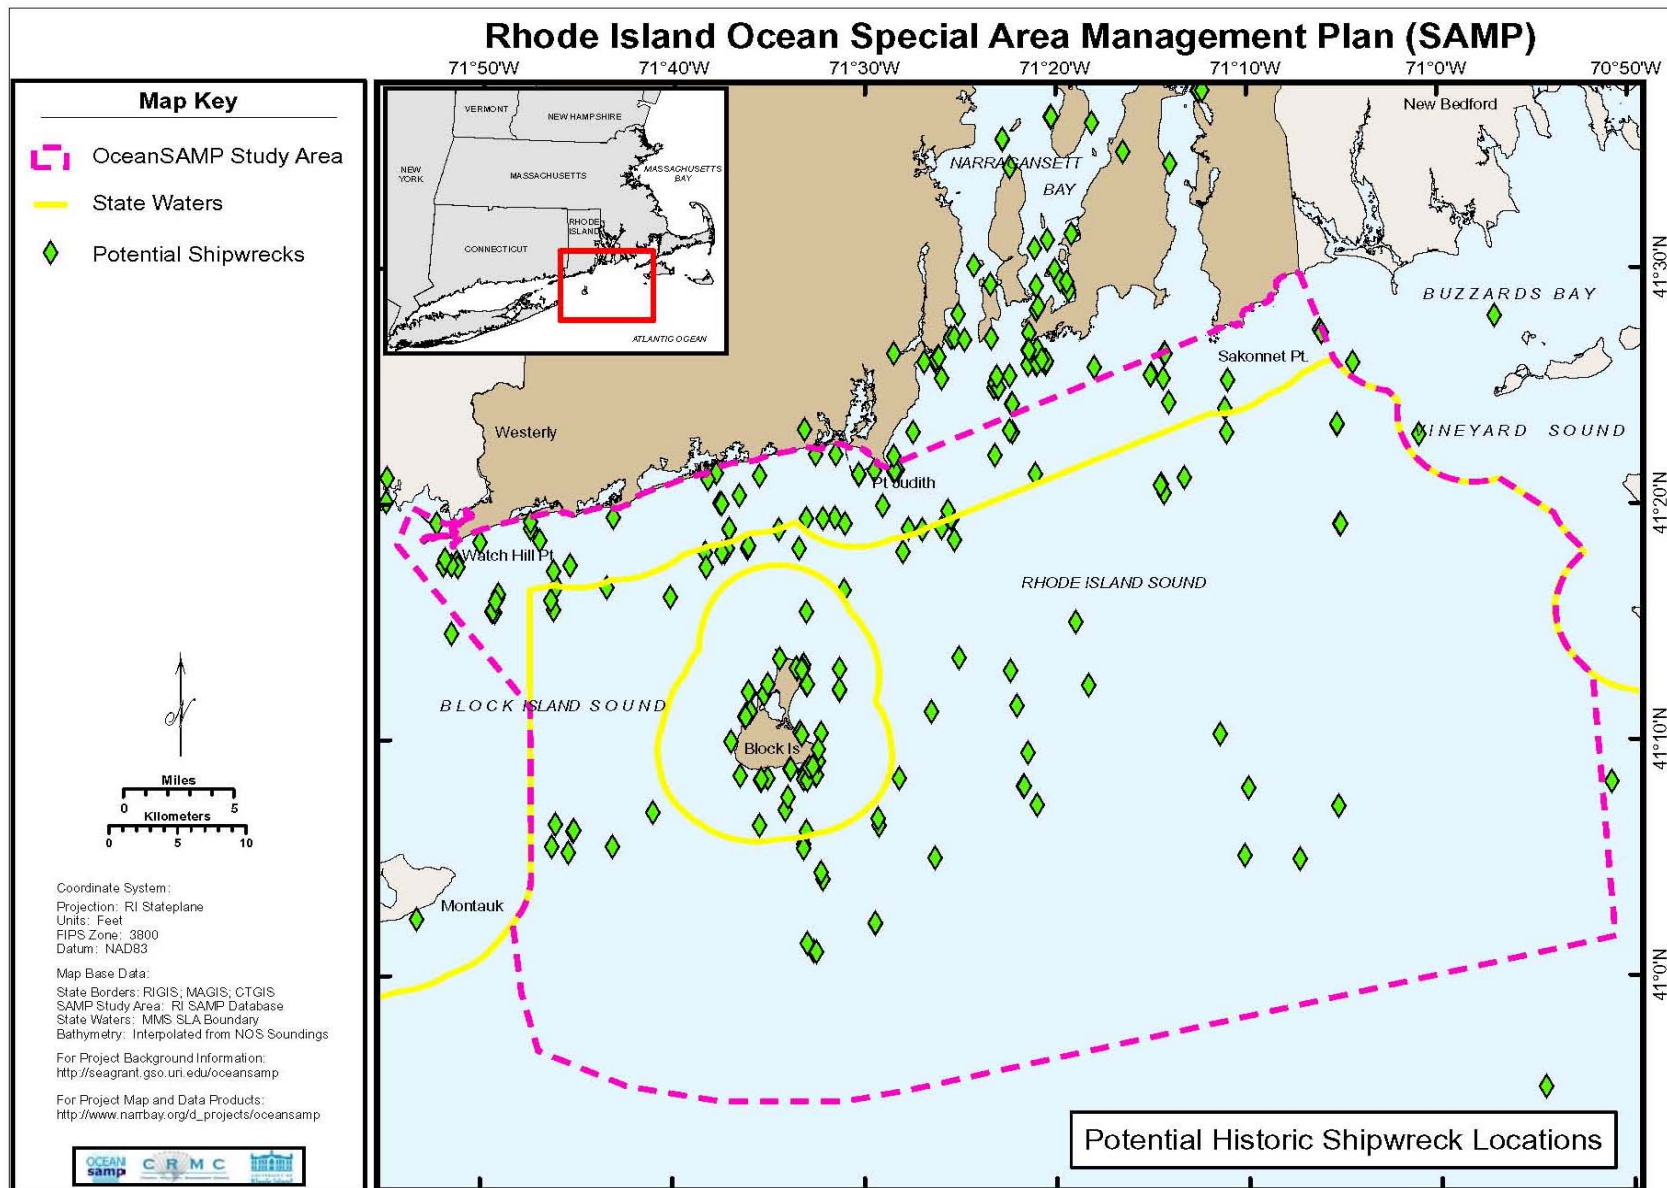 Rhode Island Ocean Special Area Management Plan (SAMP)
71°50'W 71°40'W 71°30'W 71°20'W 71°10'W 71°0'W 70°50'W
Map Key
OceanSAMP Study Area
State Waters
Potential Shipwrecks
VERMONT
NEW HAMPSHIRE
NEW YORK
MASSACHUSETTS
MASSACHUSETTS BAY
RHODE ISLAND
CONNECTICUT
ATLANTIC OCEAN
New Bedford
NARRAGANSETT
BAY
BUZZARDS BAY
41°30'N
Sakonnet Pt.
Westerly
VINEYARD SOUND
Pt Judith
41°20'N
Watch Hill Pt
RHODE ISLAND SOUND
BLOCK ISLAND SOUND
Block Is
41°10'N
Montauk
41°0'N
N
Miles
0 5
Kilometers
0 5 10
Coordinate System:
Projection: RI Stateplane
Units: Feet
FIPS Zone: 3800
Datum: NAD83
Map Base Data:
State Borders: RIGIS; MAGIS; CTGIS
SAMP Study Area: RI SAMP Database
State Waters: MMS SLA Boundary
Bathymetry: Interpolated from NOS Soundings
For Project Background Information:
http://seagrant.gso.uri.edu/oceansamp
For Project Map and Data Products:
http://www.narrbay.org/d_projects/oceansamp
OCEAN
samp
CRMC
Potential Historic Shipwreck Locations